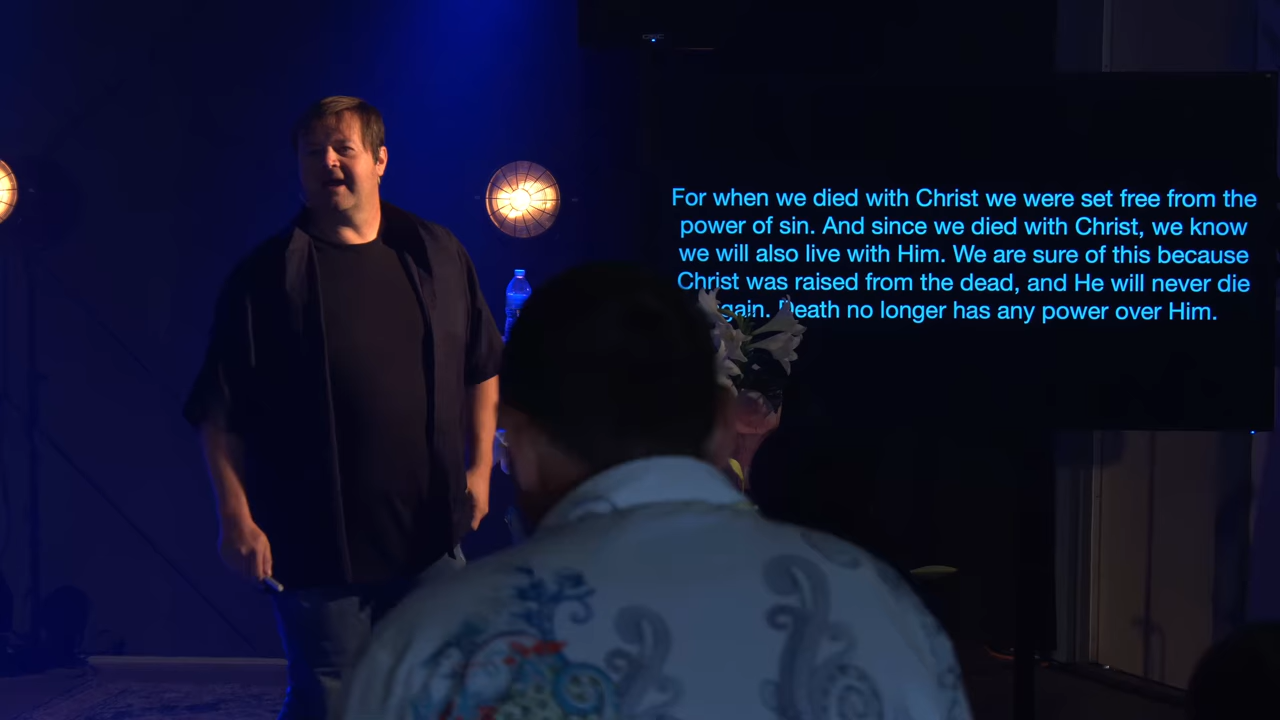 For when we died with Christ we were set free from the
power of sin. And since we died with Christ, we know
we will also live with Him. We are sure of this because
Christ was raised from the dead, and He will never die
again. Death no longer has any power over Him.